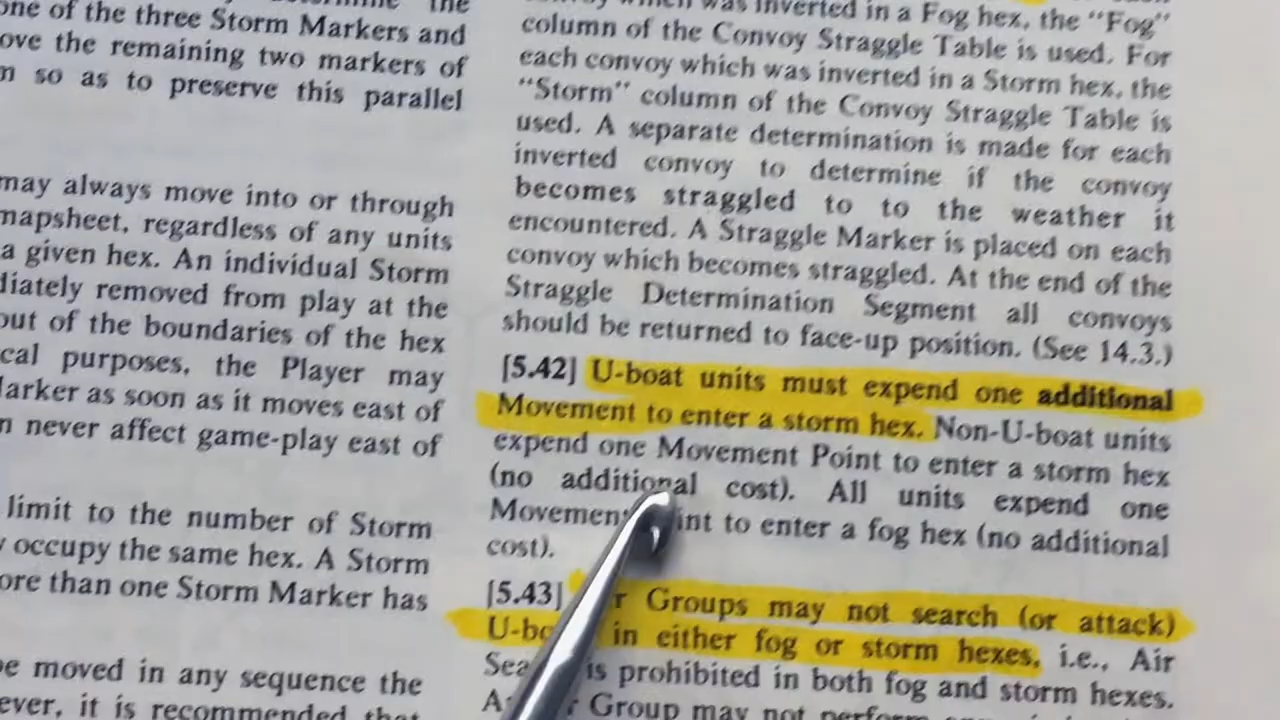 one of the three Storm Markers and
ove the remaining two markers of
m so as to preserve this parallel
may always move into or through
mapsheet, regardless of any units
a given hex. An individual Storm
diately removed from play at the
out of the boundaries of the hex
cal purposes, the Player may
arker as soon as it moves east of
n never affect game-play east of
limit to the number of Storm
y occupy the same hex. A Storm
ore than one Storm Marker has
be moved in any sequence the
ever, it is recommended that
convoy which was inverted in a Fog hex, the “Fog”
column of the Convoy Straggle Table is used. For
each convoy which was inverted in a Storm hex, the
“Storm” column of the Convoy Straggle Table is
used. A separate determination is made for each
inverted convoy to determine if the convoy
becomes straggled to to the weather it
encountered. A Straggle Marker is placed on each
convoy which becomes straggled. At the end of the
Straggle Determination Segment all convoys
should be returned to face-up position. (See 14.3.)
[5.42] U-boat units must expend one additional
Movement to enter a storm hex. Non-U-boat units
expend one Movement Point to enter a storm hex
(no additional cost). All units expend one
Movement int to enter a fog hex (no additional
cost).
[5.43] r Groups may not search (or attack)
U-bo in either fog or storm hexes, i.e., Air
Sea is prohibited in both fog and storm hexes.
A r Group may not perform